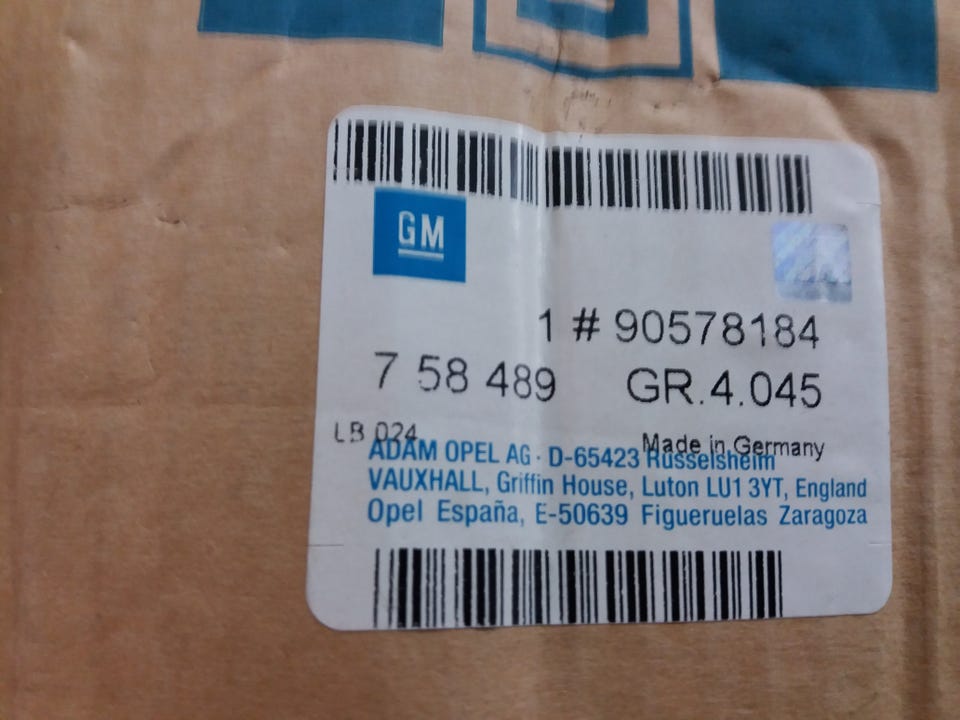 GM
1 # 90578184
7 58 489 GR.4.045
LB 024
Made in Germany
ADAM OPEL AG · D-65423 Rüsselsheim
VAUXHALL, Griffin House, Luton LU1 3YT, England
Opel España, E-50639 Figueruelas Zaragoza